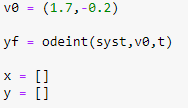 v0 = (1.7,-0.2)
yf = odeint(syst,v0,t)
x = []
y = []